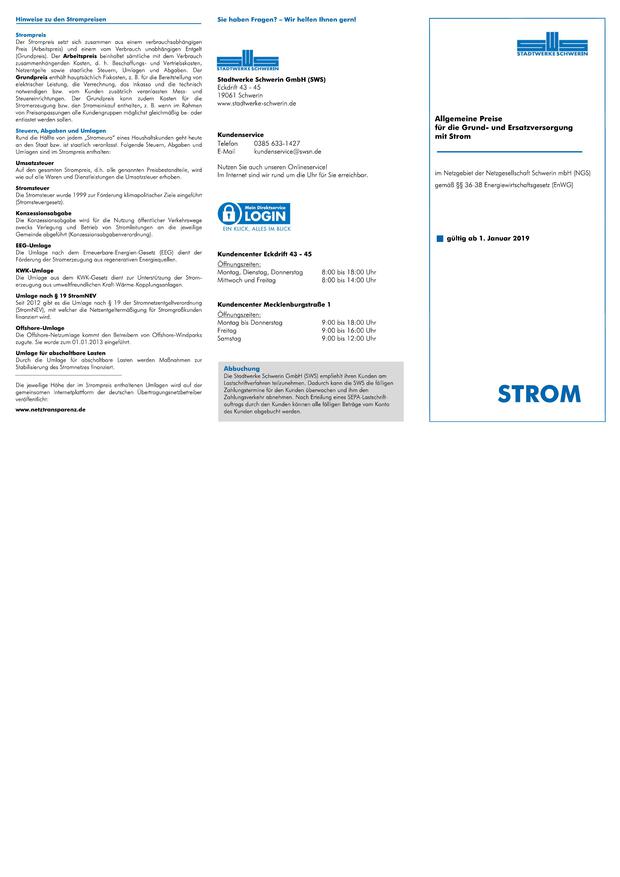 Hinweise zu den Strompreisen
Strompreis
Der Strompreis setzt sich zusammen aus einem verbrauchsabhängigen
Preis (Arbeitspreis) und einem vom Verbrauch unabhängigen Entgelt
(Grundpreis). Der Arbeitspreis beinhaltet sämtliche mit dem Verbrauch
zusammenhängenden Kosten, d. h. Beschaffungs- und Vertriebskosten,
Netzentgelte sowie staatliche Steuern, Umlagen und Abgaben. Der
Grundpreis enthält hauptsächlich Fixkosten, z. B. für die Bereitstellung von
elektrischer Leistung, die Verrechnung, das Inkasso und die technisch
notwendigen bzw. vom Kunden zusätzlich veranlassten Mess- und
Steuereinrichtungen. Der Grundpreis kann zudem Kosten für die
Stromerzeugung bzw. den Stromeinkauf enthalten, z. B. wenn im Rahmen
von Preisanpassungen alle Kundengruppen möglichst gleichmäßig be- oder
entlastet werden sollen.
Steuern, Abgaben und Umlagen
Rund die Hälfte von jedem „Stromeuro“ eines Haushaltskunden geht heute
an den Staat bzw. ist staatlich veranlasst. Folgende Steuern, Abgaben und
Umlagen sind im Strompreis enthalten:
Umsatzsteuer
Auf den gesamten Strompreis, d.h. alle genannten Preisbestandteile, wird
wie auf alle Waren und Dienstleistungen die Umsatzsteuer erhoben.
Stromsteuer
Die Stromsteuer wurde 1999 zur Förderung klimapolitischer Ziele eingeführt
(Stromsteuergesetz).
Konzessionsabgabe
Die Konzessionsabgabe wird für die Nutzung öffentlicher Verkehrswege
zwecks Verlegung und Betrieb von Stromleitungen an die jeweilige
Gemeinde abgeführt (Konzessionsabgabenverordnung).
EEG-Umlage
Die Umlage nach dem Erneuerbare-Energien-Gesetz (EEG) dient der
Förderung der Stromerzeugung aus regenerativen Energiequellen.
KWK-Umlage
Die Umlage aus dem KWK-Gesetz dient zur Unterstützung der Strom-
erzeugung aus umweltfreundlichen Kraft-Wärme-Kopplungsanlagen.
Umlage nach § 19 StromNEV
Seit 2012 gibt es die Umlage nach § 19 der Stromnetzentgeltverordnung
(StromNEV), mit welcher die Netzentgeltermäßigung für Stromgroßkunden
finanziert wird.
Offshore-Umlage
Die Offshore-Netzumlage kommt den Betreibern von Offshore-Windparks
zugute. Sie wurde zum 01.01.2013 eingeführt.
Umlage für abschaltbare Lasten
Durch die Umlage für abschaltbare Lasten werden Maßnahmen zur
Stabilisierung des Stromnetzes finanziert.
Die jeweilige Höhe der im Strompreis enthaltenen Umlagen wird auf der
gemeinsamen Internetplattform der deutschen Übertragungsnetzbetreiber
veröffentlicht:
www.netztransparenz.de
Sie haben Fragen? – Wir helfen Ihnen gern!
STADTWERKE SCHWERIN
Stadtwerke Schwerin GmbH (SWS)
Eckdrift 43 - 45
19061 Schwerin
www.stadtwerke-schwerin.de
Kundenservice
Telefon 0385 633-1427
E-Mail kundenservice@swsn.de
Nutzen Sie auch unseren Onlineservice!
Im Internet sind wir rund um die Uhr für Sie erreichbar.
Mein Direktservice
LOGIN
EIN KLICK, ALLES IM BLICK
Kundencenter Eckdrift 43 - 45
Öffnungszeiten:
Montag, Dienstag, Donnerstag 8:00 bis 18:00 Uhr
Mittwoch und Freitag 8:00 bis 14:00 Uhr
Kundencenter Mecklenburgstraße 1
Öffnungszeiten:
Montag bis Donnerstag 9:00 bis 18:00 Uhr
Freitag 9:00 bis 16:00 Uhr
Samstag 9:00 bis 12:00 Uhr
Abbuchung
Die Stadtwerke Schwerin GmbH (SWS) empfiehlt ihren Kunden am
Lastschriftverfahren teilzunehmen. Dadurch kann die SWS die fälligen
Zahlungstermine für den Kunden überwachen und ihm den
Zahlungsverkehr abnehmen. Nach Erteilung eines SEPA-Lastschrift-
auftrags durch den Kunden können alle fälligen Beträge vom Konto
des Kunden abgebucht werden.
STADTWERKE SCHWERIN
Allgemeine Preise
für die Grund- und Ersatzversorgung
mit Strom
im Netzgebiet der Netzgesellschaft Schwerin mbH (NGS)
gemäß §§ 36-38 Energiewirtschaftsgesetz (EnWG)
gültig ab 1. Januar 2019
STROM